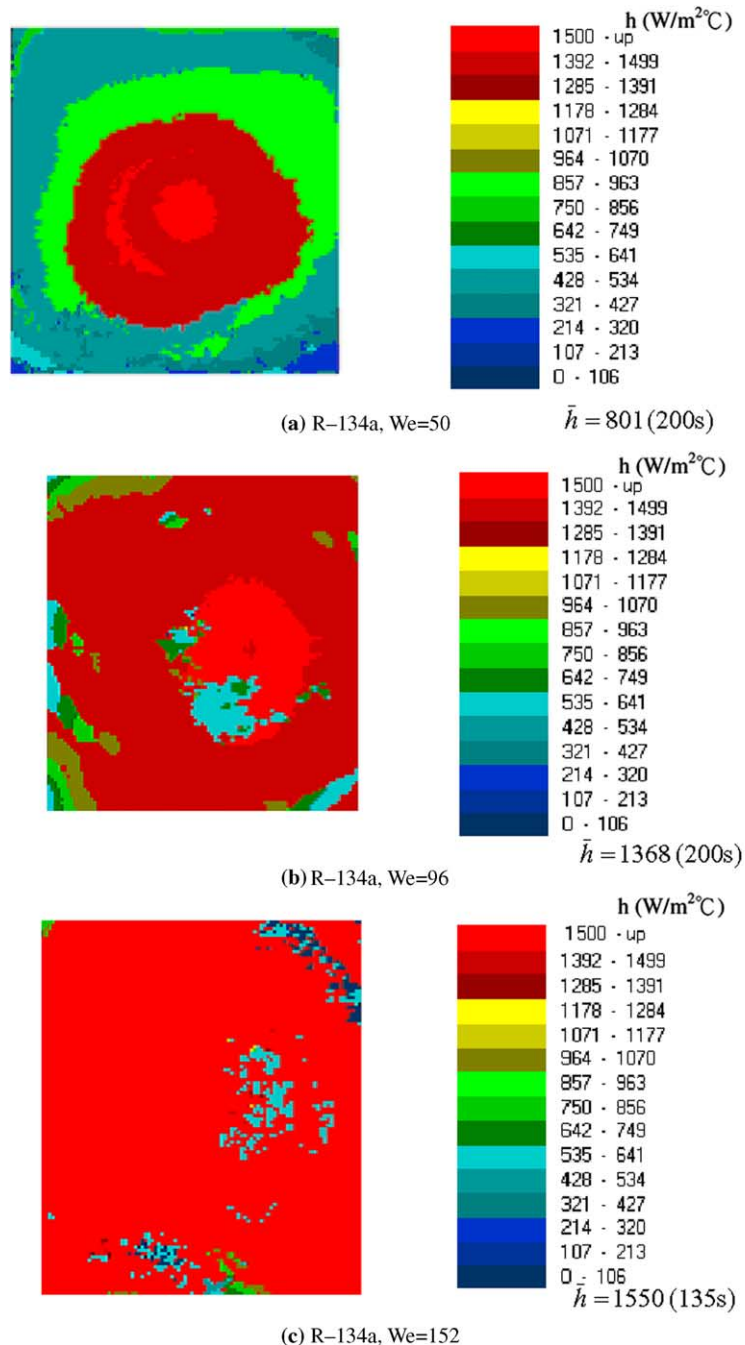 h (W/m²℃)
1500 - up
1392 - 1499
1285 - 1391
1178 - 1284
1071 - 1177
964 - 1070
857 - 963
750 - 856
642 - 749
535 - 641
428 - 534
321 - 427
214 - 320
107 - 213
0 - 106
(a) R–134a, We=50
h̄ = 801 (200s)
h (W/m²℃)
1500 - up
1392 - 1499
1285 - 1391
1178 - 1284
1071 - 1177
964 - 1070
857 - 963
750 - 856
642 - 749
535 - 641
428 - 534
321 - 427
214 - 320
107 - 213
0 - 106
h̄ = 1368 (200s)
(b) R–134a, We=96
h (W/m²℃)
1500 - up
1392 - 1499
1285 - 1391
1178 - 1284
1071 - 1177
964 - 1070
857 - 963
750 - 856
642 - 749
535 - 641
428 - 534
321 - 427
214 - 320
107 - 213
0 - 106
h̄ = 1550 (135s)
(c) R–134a, We=152